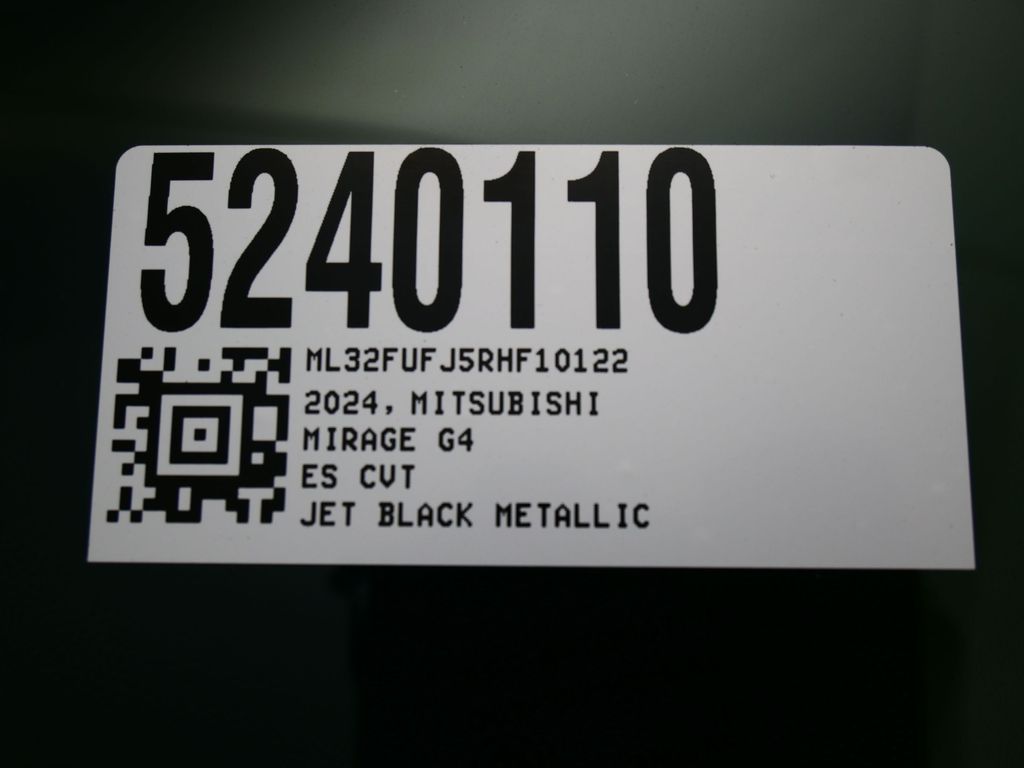 5240110
ML32FUFJ5RHF10122
2024, MITSUBISHI
MIRAGE G4
ES CVT
JET BLACK METALLIC